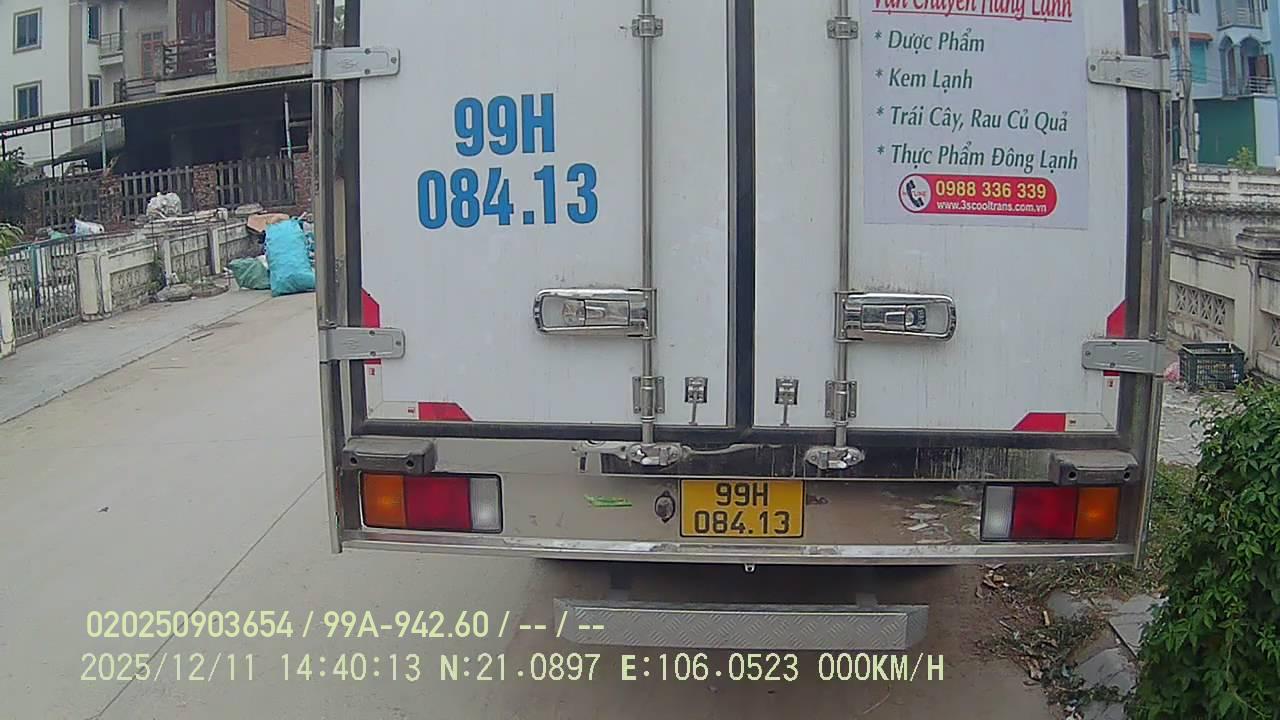 Vận Chuyển Hàng Lạnh
* Dược Phẩm
* Kem Lạnh
* Trái Cây, Rau Củ Quả
* Thực Phẩm Đông Lạnh
0988 336 339
www.3scooltrans.com.vn
99H
084.13
99H
084.13
020250903654 / 99A-942.60 / -- / --
2025/12/11 14:40:13 N:21.0897 E:106.0523 000KM/H